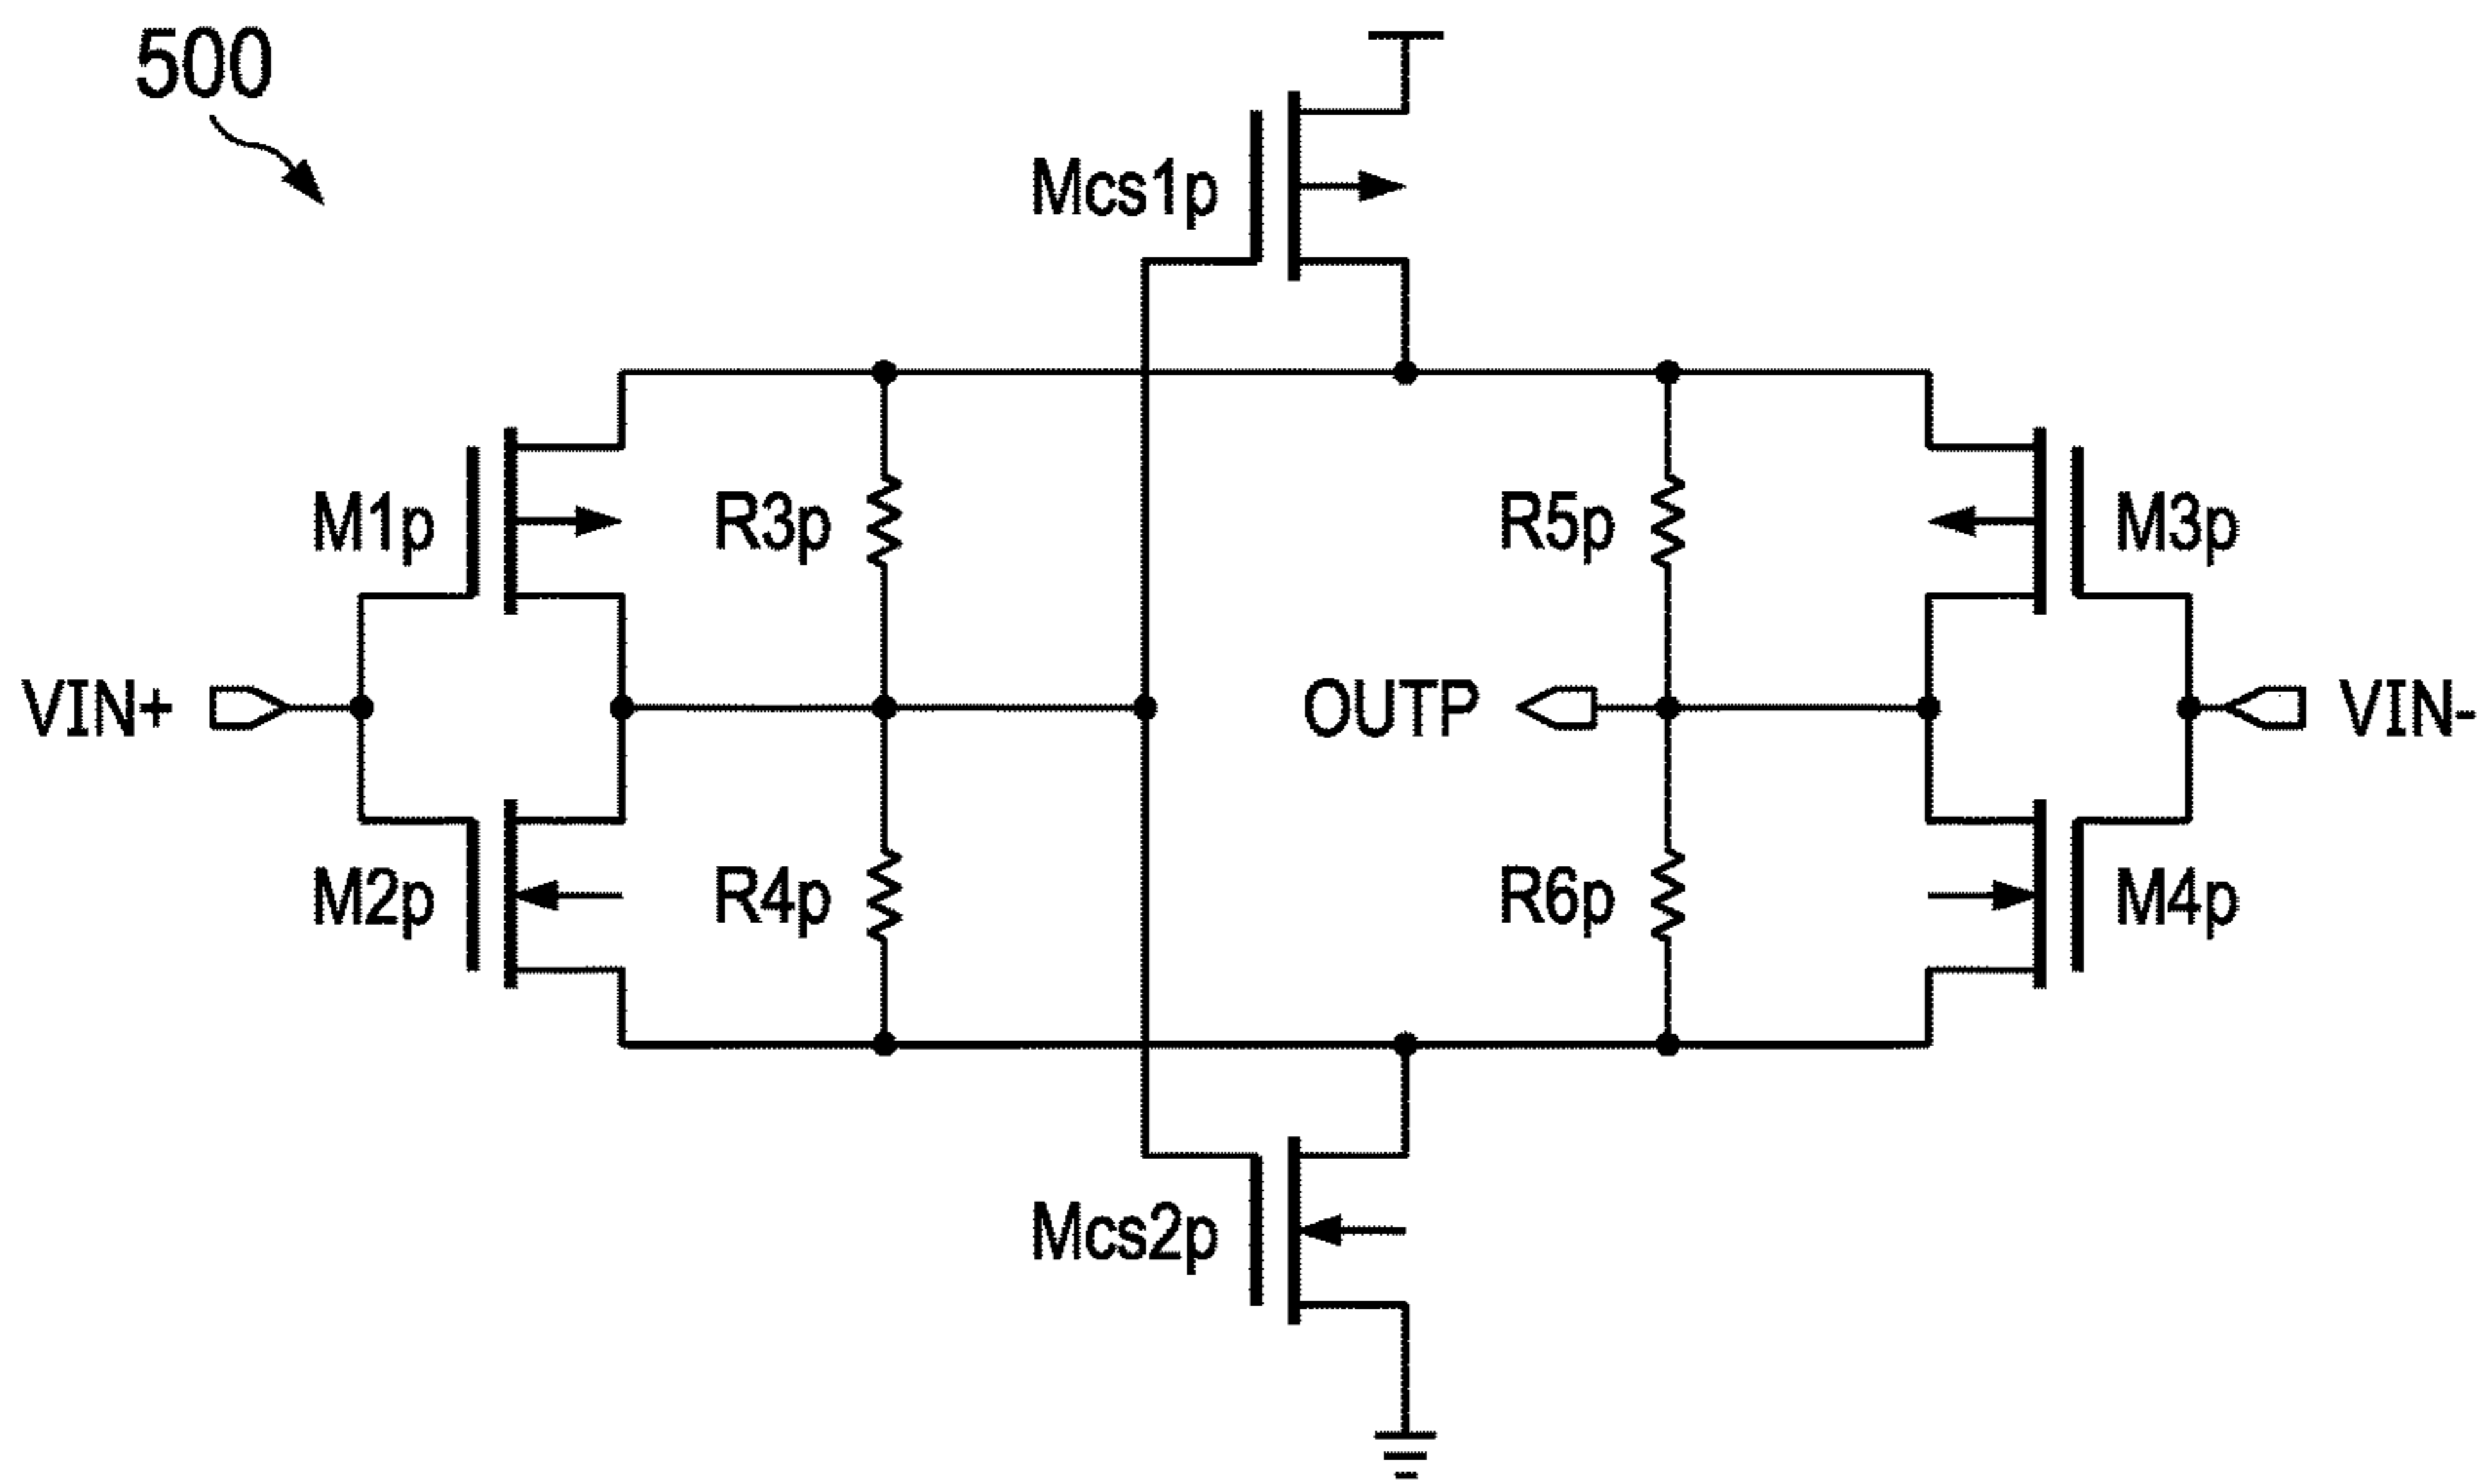 500
Mcs1p
M1p
R3p
R5p
M3p
VIN+
OUTP
VIN-
M2p
R4p
R6p
M4p
Mcs2p